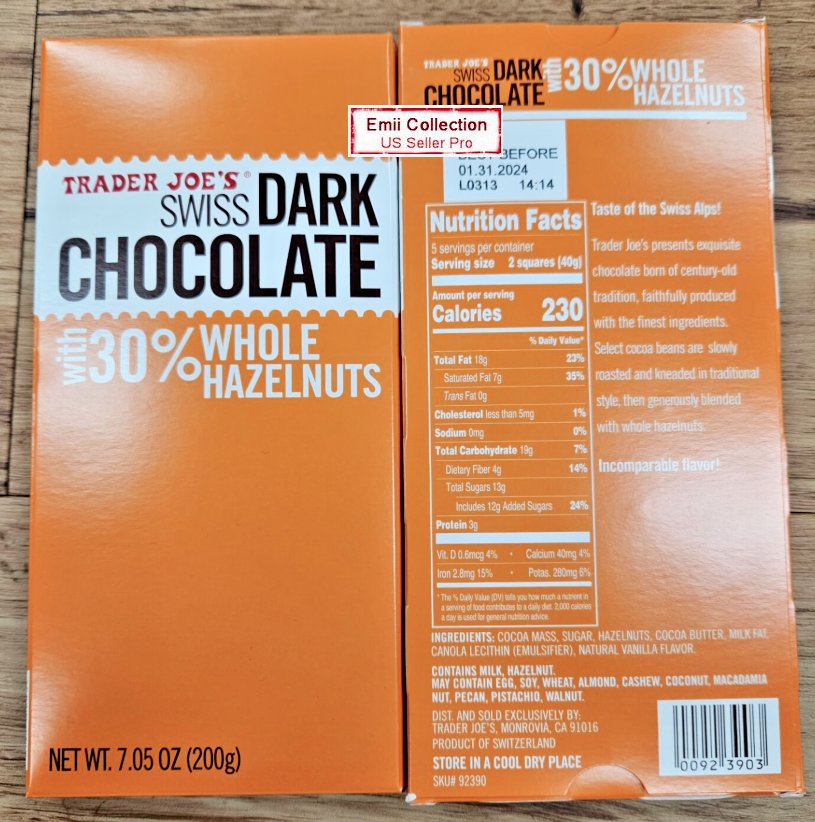 TRADER JOE'S®
SWISS DARK
CHOCOLATE
with 30% WHOLE
HAZELNUTS
NET WT. 7.05 OZ (200g)
Emii Collection
US Seller Pro
TRADER JOE'S
SWISS DARK
CHOCOLATE
with 30% WHOLE
HAZELNUTS
BEST BEFORE
01.31.2024
L0313 14:14
Nutrition Facts
5 servings per container
Serving size 2 squares (40g)
Amount per serving
Calories 230
% Daily Value*
Total Fat 18g 23%
Saturated Fat 7g 35%
Trans Fat 0g
Cholesterol less than 5mg 1%
Sodium 0mg 0%
Total Carbohydrate 19g 7%
Dietary Fiber 4g 14%
Total Sugars 13g
Includes 12g Added Sugars 24%
Protein 3g
Vit. D 0.6mcg 4% • Calcium 40mg 4%
Iron 2.8mg 15% • Potas. 280mg 6%
* The % Daily Value (DV) tells you how much a nutrient in
a serving of food contributes to a daily diet. 2,000 calories
a day is used for general nutrition advice.
Taste of the Swiss Alps!
Trader Joe's presents exquisite
chocolate born of century-old
tradition, faithfully produced
with the finest ingredients.
Select cocoa beans are slowly
roasted and kneaded in traditional
style, then generously blended
with whole hazelnuts.
Incomparable flavor!
INGREDIENTS: COCOA MASS, SUGAR, HAZELNUTS, COCOA BUTTER, MILK FAT,
CANOLA LECITHIN (EMULSIFIER), NATURAL VANILLA FLAVOR.
CONTAINS MILK, HAZELNUT.
MAY CONTAIN EGG, SOY, WHEAT, ALMOND, CASHEW, COCONUT, MACADAMIA
NUT, PECAN, PISTACHIO, WALNUT.
DIST. AND SOLD EXCLUSIVELY BY:
TRADER JOE'S, MONROVIA, CA 91016
PRODUCT OF SWITZERLAND
STORE IN A COOL DRY PLACE
SKU# 92390
0092 3903